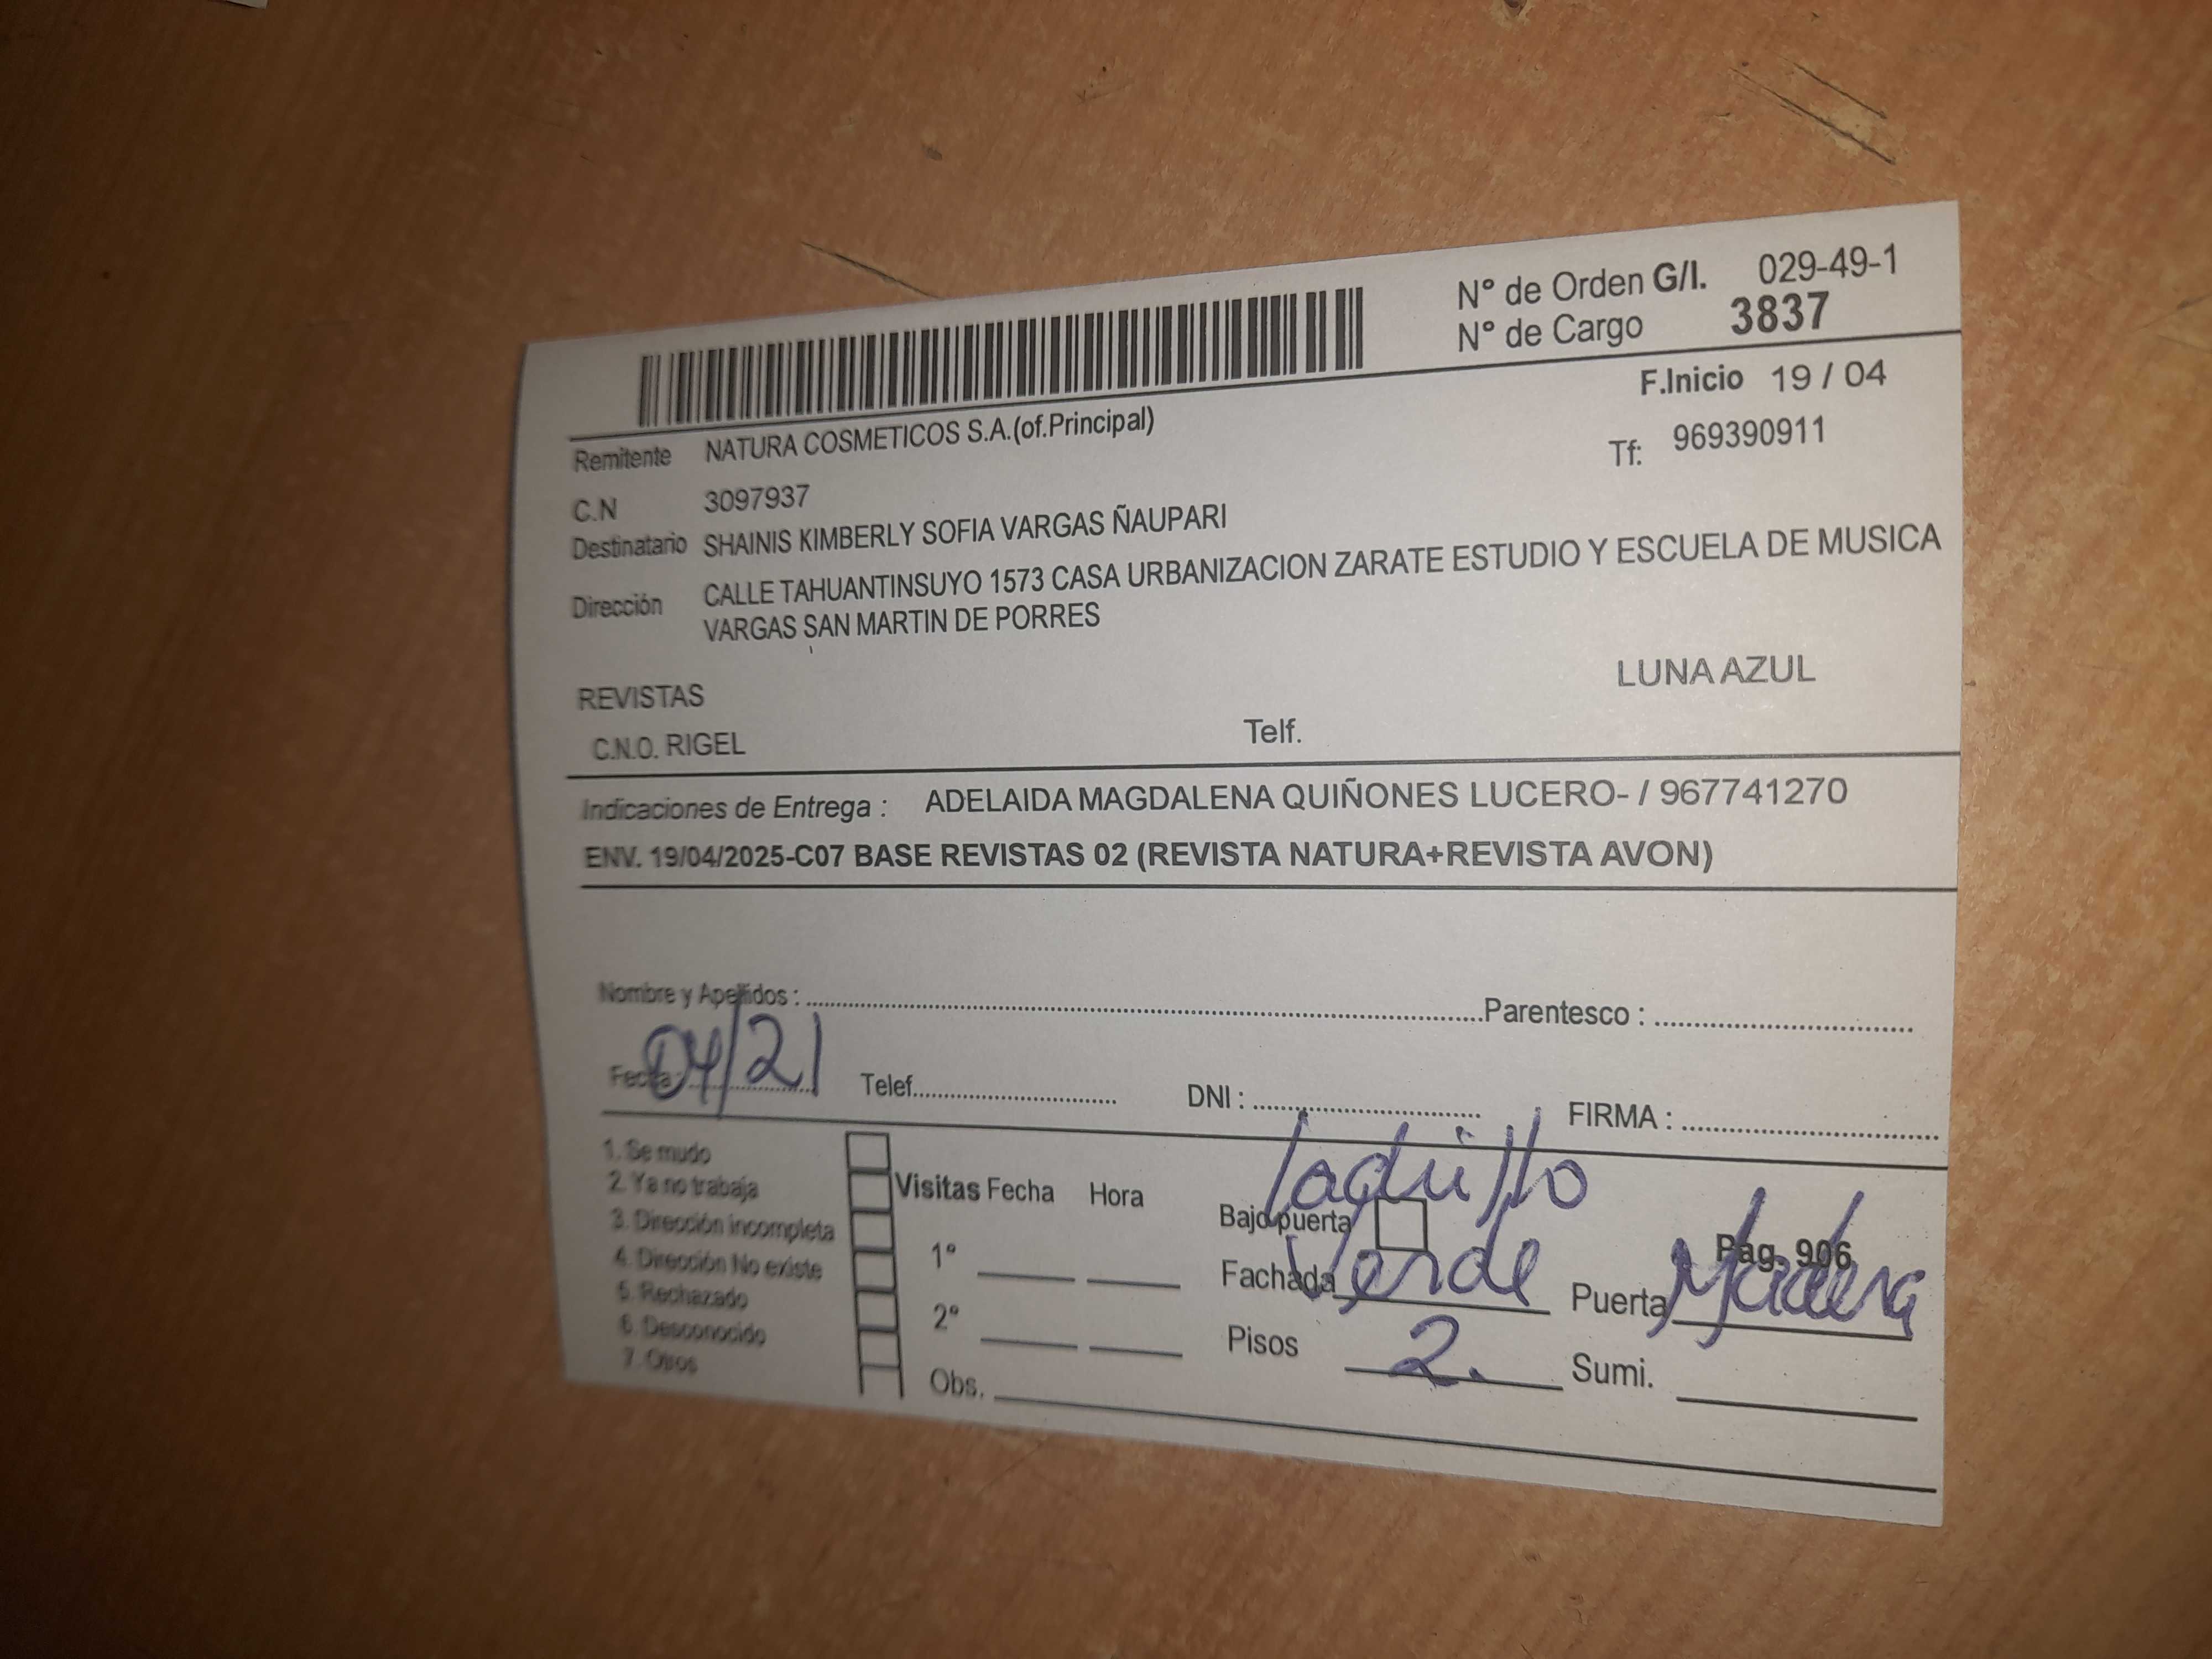 N° de Orden G/I. 029-49-1
N° de Cargo 3837
F.Inicio 19 / 04
Remitente NATURA COSMETICOS S.A.(of.Principal)
Tf: 969390911
C.N 3097937
Destinatario SHAINIS KIMBERLY SOFIA VARGAS ÑAUPARI
Dirección CALLE TAHUANTINSUYO 1573 CASA URBANIZACION ZARATE ESTUDIO Y ESCUELA DE MUSICA
VARGAS SAN MARTIN DE PORRES
REVISTAS LUNA AZUL
C.N.O. RIGEL Telf.
Indicaciones de Entrega : ADELAIDA MAGDALENA QUIÑONES LUCERO- / 967741270
ENV. 19/04/2025-C07 BASE REVISTAS 02 (REVISTA NATURA+REVISTA AVON)
Nombre y Apellidos : Parentesco :
Fecha 04/21 Telef. DNI : FIRMA :
1. Se mudo
2. Ya no trabaja
3. Dirección incompleta
4. Dirección No existe
5. Rechazado
6. Desconocido
7. Otros
Visitas Fecha Hora
1º
2º
Obs.
ladrillo
Bajo puerta
Pag. 906
Fachada Verde Puerta Madera
Pisos 2. Sumi.